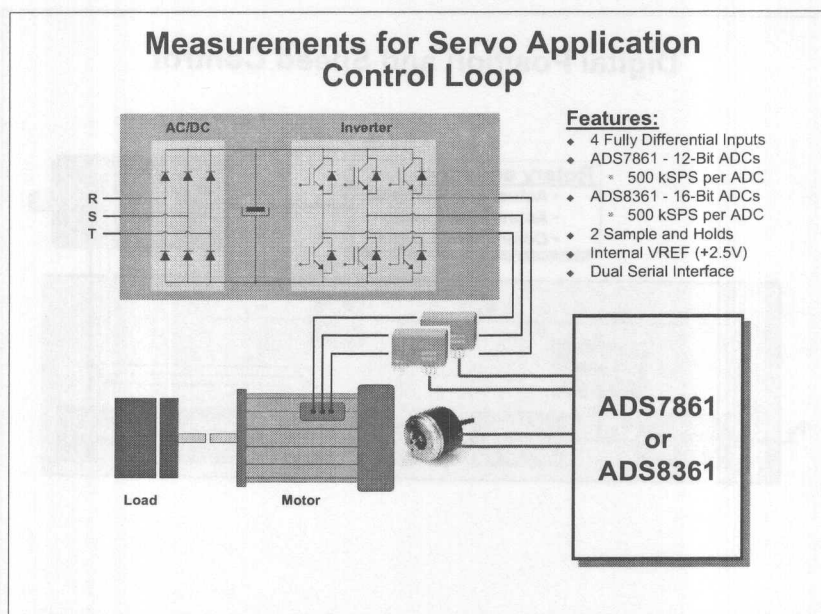 Measurements for Servo Application
Control Loop
AC/DC
Inverter
R
S
T
Features:
◆ 4 Fully Differential Inputs
◆ ADS7861 - 12-Bit ADCs
500 kSPS per ADC
◆ ADS8361 - 16-Bit ADCs
500 kSPS per ADC
◆ 2 Sample and Holds
◆ Internal VREF (+2.5V)
◆ Dual Serial Interface
ADS7861
or
ADS8361
Load
Motor